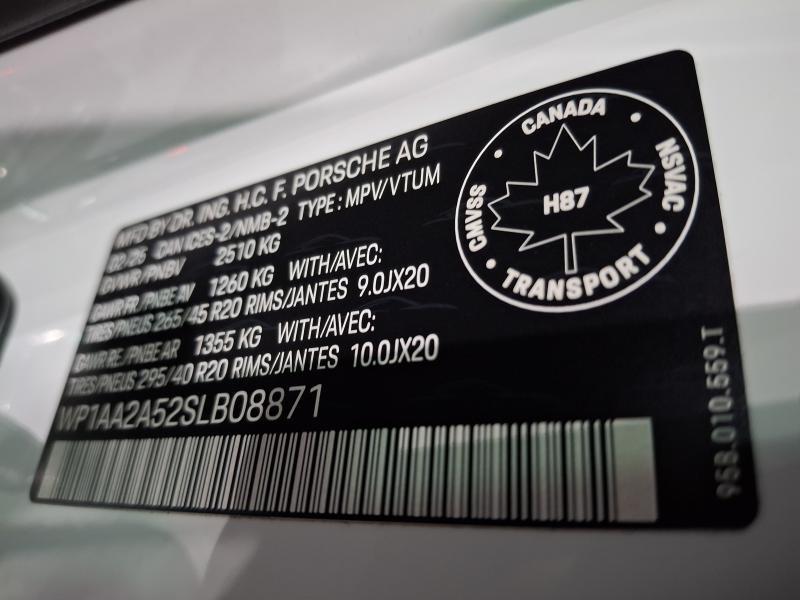 MFD BY DR. ING. H.C. F. PORSCHE AG
02/25 CAN ICES-2/NMB-2 TYPE: MPV/VTUM
GVWR/PNBV 2510 KG
GAWR FR./PNBE AV 1260 KG WITH/AVEC:
TIRES/PNEUS 265/45 R20 RIMS/JANTES 9.0JX20
GAWR RE./PNBE AR 1355 KG WITH/AVEC:
TIRES/PNEUS 295/40 R20 RIMS/JANTES 10.0JX20
WP1AA2A52SLB08871
CANADA
CMVSS
NSVAC
H87
TRANSPORT
95B.010.559.T